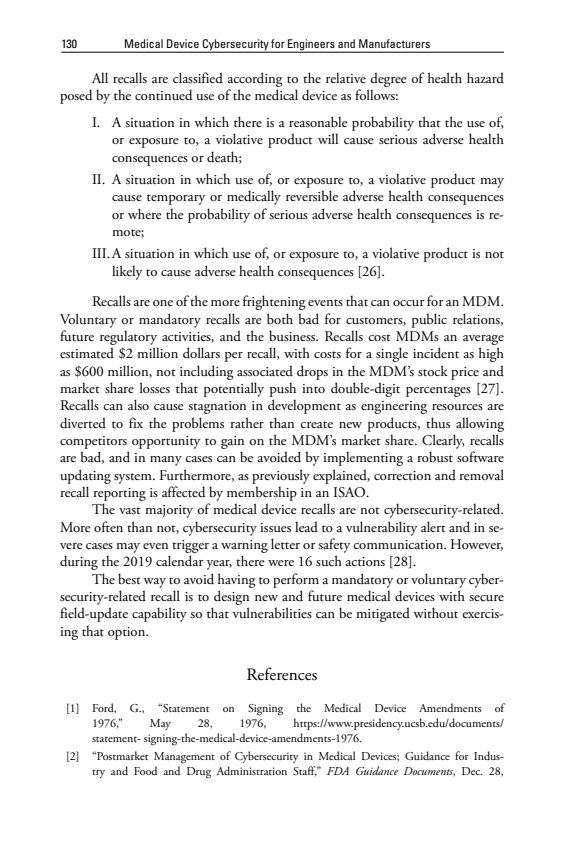 130 Medical Device Cybersecurity for Engineers and Manufacturers
All recalls are classified according to the relative degree of health hazard
posed by the continued use of the medical device as follows:
I. A situation in which there is a reasonable probability that the use of,
or exposure to, a violative product will cause serious adverse health
consequences or death;
II. A situation in which use of, or exposure to, a violative product may
cause temporary or medically reversible adverse health consequences
or where the probability of serious adverse health consequences is re-
mote;
III. A situation in which use of, or exposure to, a violative product is not
likely to cause adverse health consequences [26].
Recalls are one of the more frightening events that can occur for an MDM.
Voluntary or mandatory recalls are both bad for customers, public relations,
future regulatory activities, and the business. Recalls cost MDMs an average
estimated $2 million dollars per recall, with costs for a single incident as high
as $600 million, not including associated drops in the MDM's stock price and
market share losses that potentially push into double-digit percentages [27].
Recalls can also cause stagnation in development as engineering resources are
diverted to fix the problems rather than create new products, thus allowing
competitors opportunity to gain on the MDM's market share. Clearly, recalls
are bad, and in many cases can be avoided by implementing a robust software
updating system. Furthermore, as previously explained, correction and removal
recall reporting is affected by membership in an ISAO.
The vast majority of medical device recalls are not cybersecurity-related.
More often than not, cybersecurity issues lead to a vulnerability alert and in se-
vere cases may even trigger a warning letter or safety communication. However,
during the 2019 calendar year, there were 16 such actions [28].
The best way to avoid having to perform a mandatory or voluntary cyber-
security-related recall is to design new and future medical devices with secure
field-update capability so that vulnerabilities can be mitigated without exercis-
ing that option.
References
[1] Ford, G., “Statement on Signing the Medical Device Amendments of
1976,” May 28, 1976, https://www.presidency.ucsb.edu/documents/
statement- signing-the-medical-device-amendments-1976.
[2] “Postmarket Management of Cybersecurity in Medical Devices; Guidance for Indus-
try and Food and Drug Administration Staff,” FDA Guidance Documents, Dec. 28,